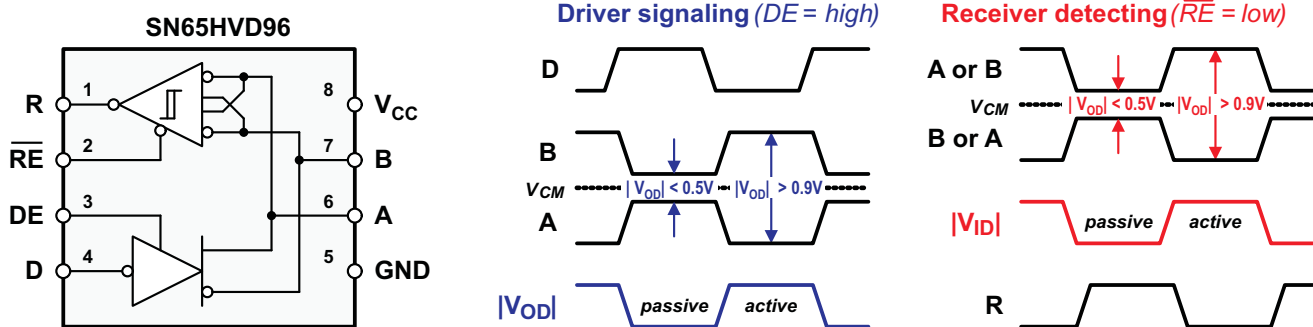 SN65HVD96
R 1
RE 2
DE 3
D 4
8 VCC
7 B
6 A
5 GND
Driver signaling (DE = high)
D
B
VCM
|VOD| < 0.5V |VOD| > 0.9V
A
|VOD| passive active
Receiver detecting (RE = low)
A or B
VCM
|VOD| < 0.5V |VOD| > 0.9V
B or A
|VID| passive active
R